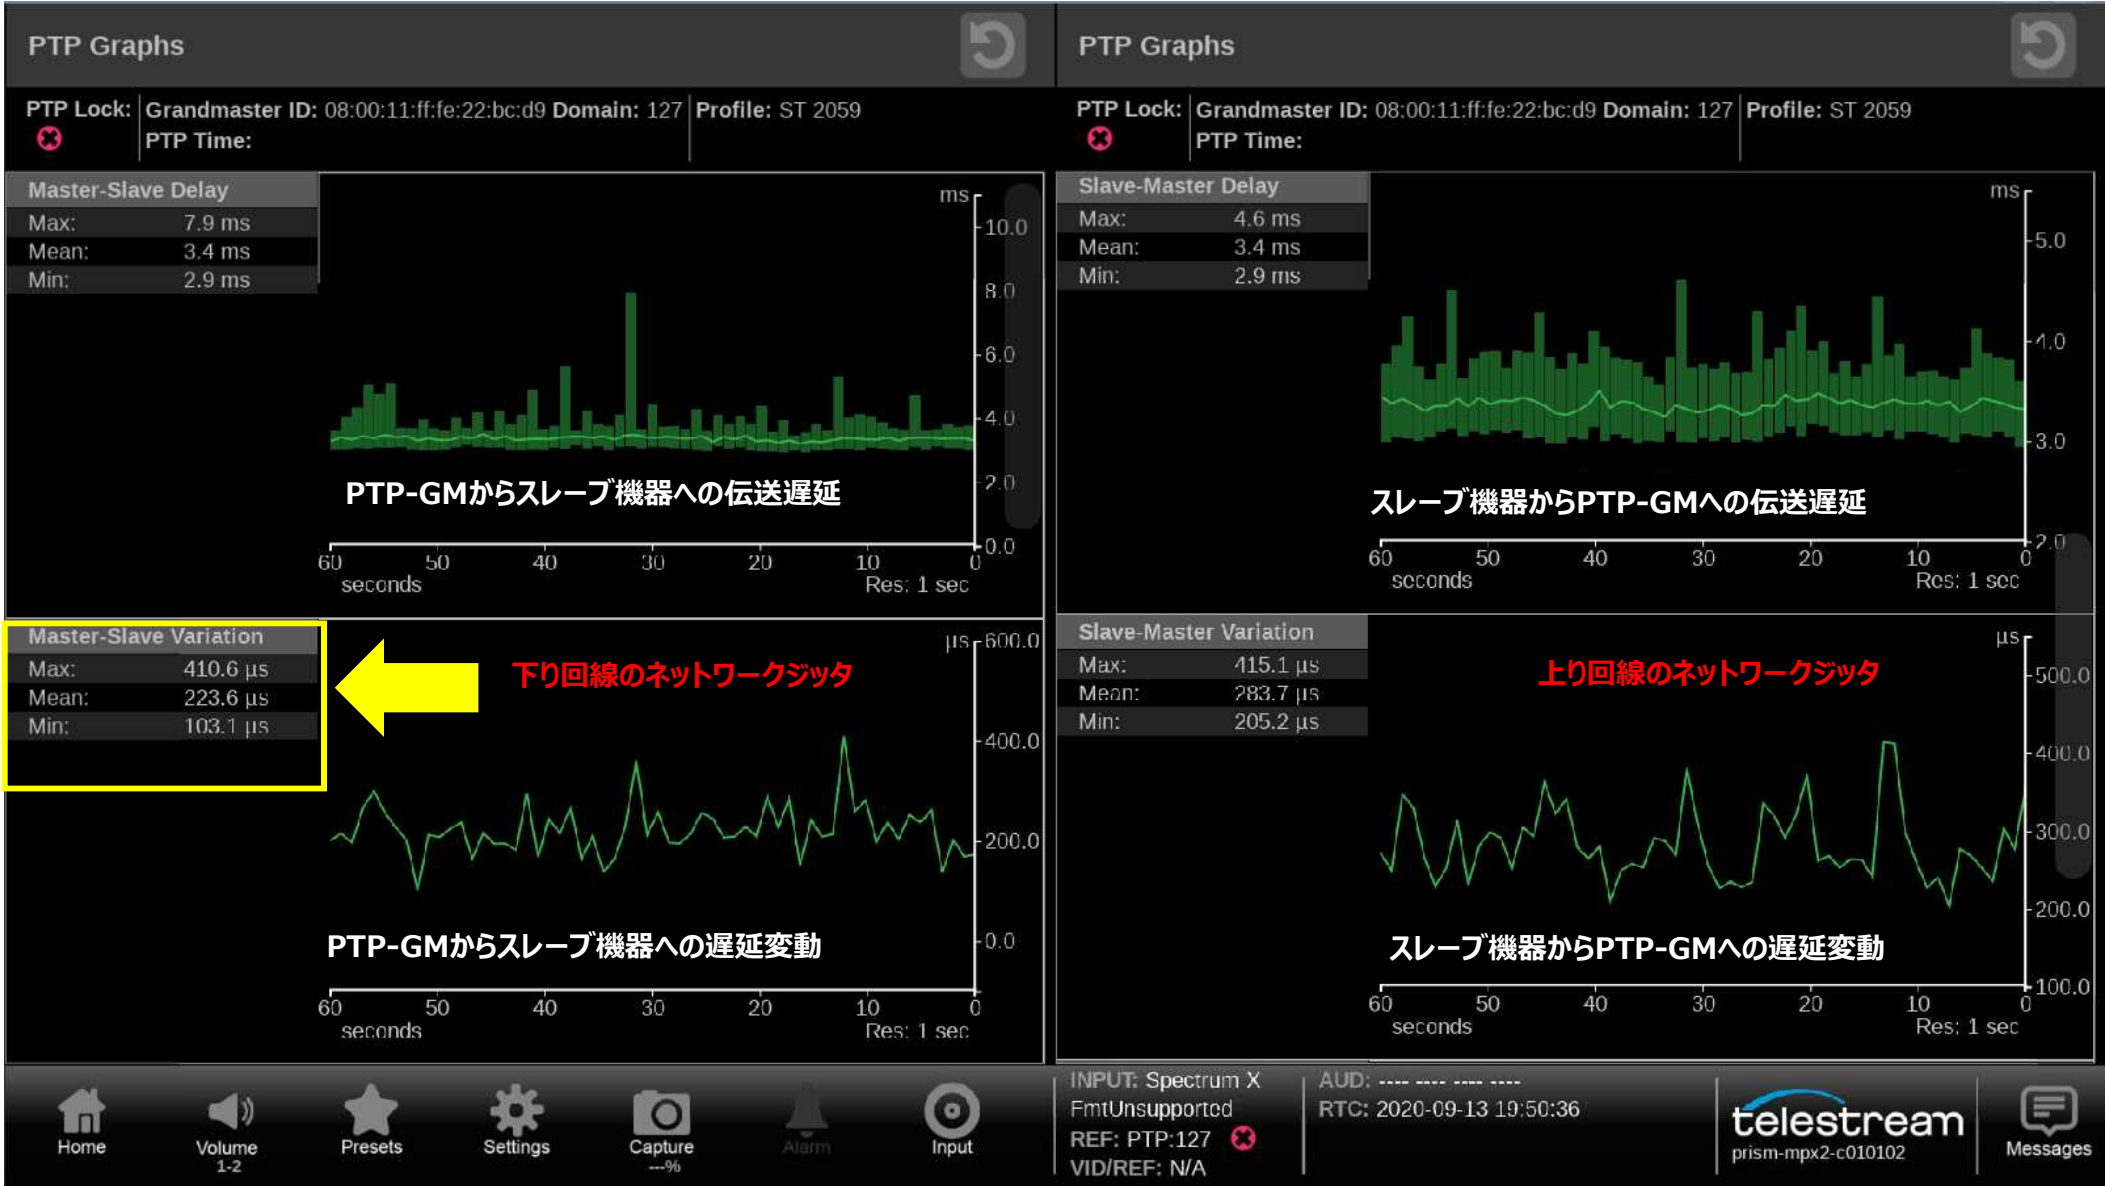 PTP Graphs
PTP Lock:
Grandmaster ID: 08:00:11:ff:fe:22:bc:d9 Domain: 127
Profile: ST 2059
PTP Time:
Master-Slave Delay
Max: 7.9 ms
Mean: 3.4 ms
Min: 2.9 ms
ms
10.0
8.0
6.0
4.0
2.0
0.0
PTP-GMからスレーブ機器への伝送遅延
60 50 40 30 20 10 0
seconds
Res: 1 sec
Master-Slave Variation
Max: 410.6 µs
Mean: 223.6 µs
Min: 103.1 µs
下り回線のネットワークジッタ
µs
600.0
400.0
200.0
0.0
PTP-GMからスレーブ機器への遅延変動
60 50 40 30 20 10 0
seconds
Res: 1 sec
PTP Graphs
PTP Lock:
Grandmaster ID: 08:00:11:ff:fe:22:bc:d9 Domain: 127
Profile: ST 2059
PTP Time:
Slave-Master Delay
Max: 4.6 ms
Mean: 3.4 ms
Min: 2.9 ms
ms
5.0
4.0
3.0
2.0
スレーブ機器からPTP-GMへの伝送遅延
60 50 40 30 20 10 0
seconds
Res: 1 sec
Slave-Master Variation
Max: 415.1 µs
Mean: 283.7 µs
Min: 205.2 µs
上り回線のネットワークジッタ
µs
500.0
400.0
300.0
200.0
100.0
スレーブ機器からPTP-GMへの遅延変動
60 50 40 30 20 10 0
seconds
Res: 1 sec
Home
Volume
1-2
Presets
Settings
Capture
---%
Alarm
Input
INPUT: Spectrum X
FmtUnsupported
REF: PTP:127
VID/REF: N/A
AUD: ---- ---- ---- ----
RTC: 2020-09-13 19:50:36
telestream
prism-mpx2-c010102
Messages